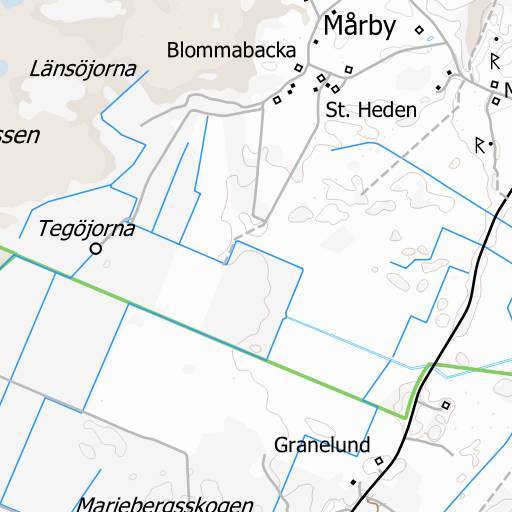 Mårby
Blommabacka
Länsöjorna
St. Heden
ssen
Tegöjorna
Granelund
Mariebergsskogen